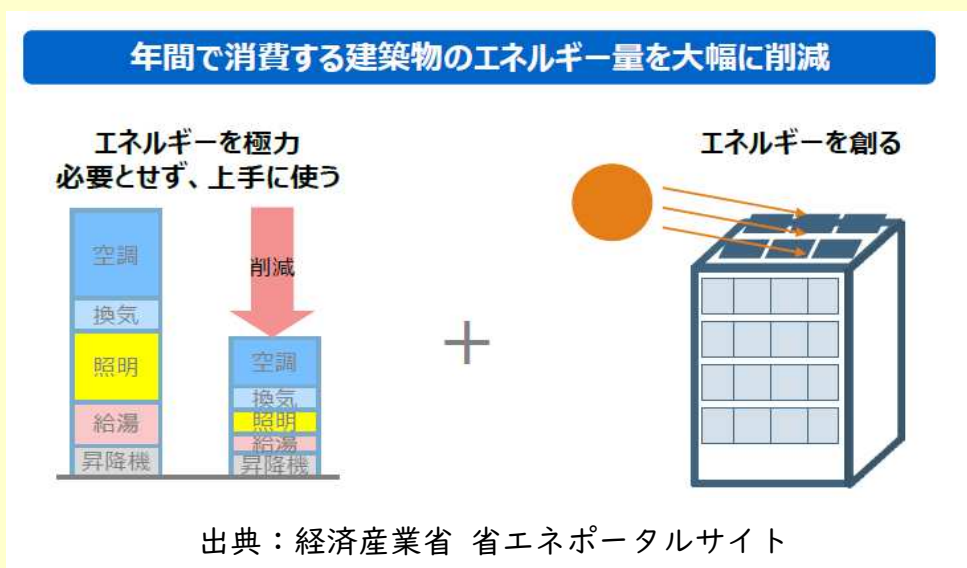 年間で消費する建築物のエネルギー量を大幅に削減
エネルギーを極力
必要とせず、上手に使う
空調
換気
照明
給湯
昇降機
削減
空調
換気
照明
給湯
昇降機
＋
エネルギーを創る
出典：経済産業省 省エネポータルサイト